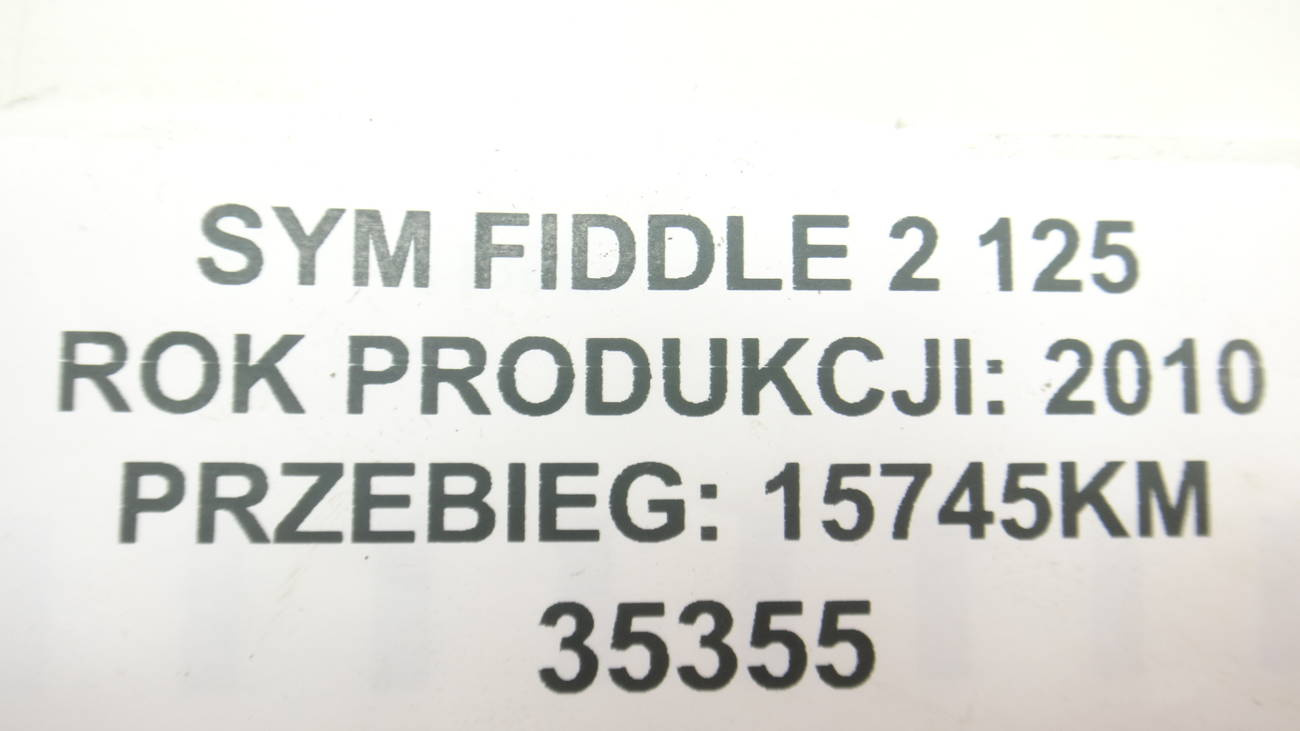 SYM FIDDLE 2 125
ROK PRODUKCJI: 2010
PRZEBIEG: 15745KM
35355